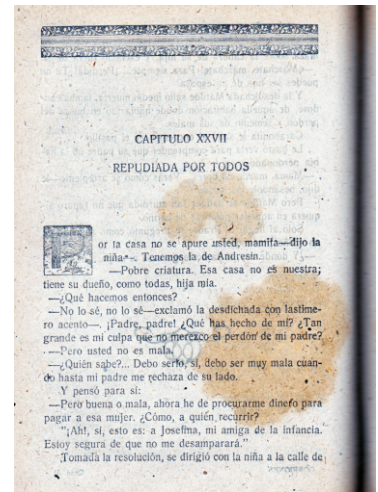 CAPITULO XXVII
REPUDIADA POR TODOS
Por la casa no se apure usted, mamita—dijo la
niña—. Tenemos la de Andresín.
—Pobre criatura. Esa casa no es nuestra;
tiene su dueño, como todas, hija mía.
—¿Qué hacemos entonces?
—No lo sé, no lo sé—exclamó la desdichada con lastime-
ro acento—. ¡Padre, padre! ¿Qué has hecho de mí? ¿Tan
grande es mi culpa que no merezco el perdón de mi padre?
—Pero usted no es mala.
—¿Quién sabe?... Debo serlo, sí, debo ser muy mala cuan-
do hasta mi padre me rechaza de su lado.
Y pensó para sí:
—Pero buena o mala, ahora he de procurarme dinero para
pagar a esa mujer. ¿Cómo, a quién recurrir?
"¡Ah!, sí, esto es: a Josefina, mi amiga de la infancia.
Estoy segura de que no me desamparará."
Tomada la resolución, se dirigió con la niña a la calle de